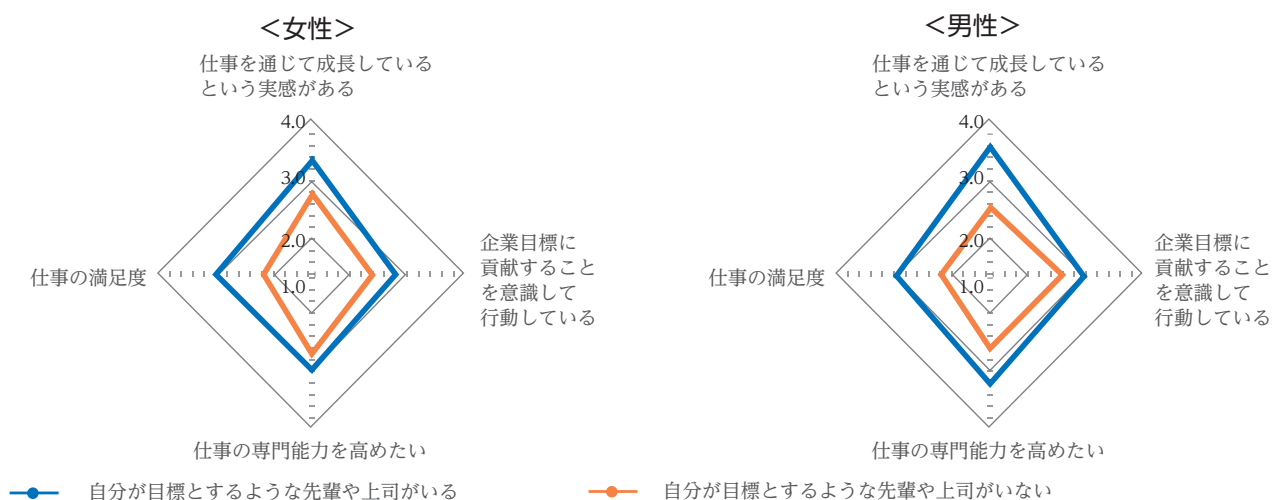 ＜女性＞
仕事を通じて成長している
という実感がある
4.0
3.0
2.0
1.0
企業目標に
貢献すること
を意識して
行動している
仕事の満足度
仕事の専門能力を高めたい
＜男性＞
仕事を通じて成長している
という実感がある
4.0
3.0
2.0
1.0
企業目標に
貢献すること
を意識して
行動している
仕事の満足度
仕事の専門能力を高めたい
自分が目標とするような先輩や上司がいる
自分が目標とするような先輩や上司がいない